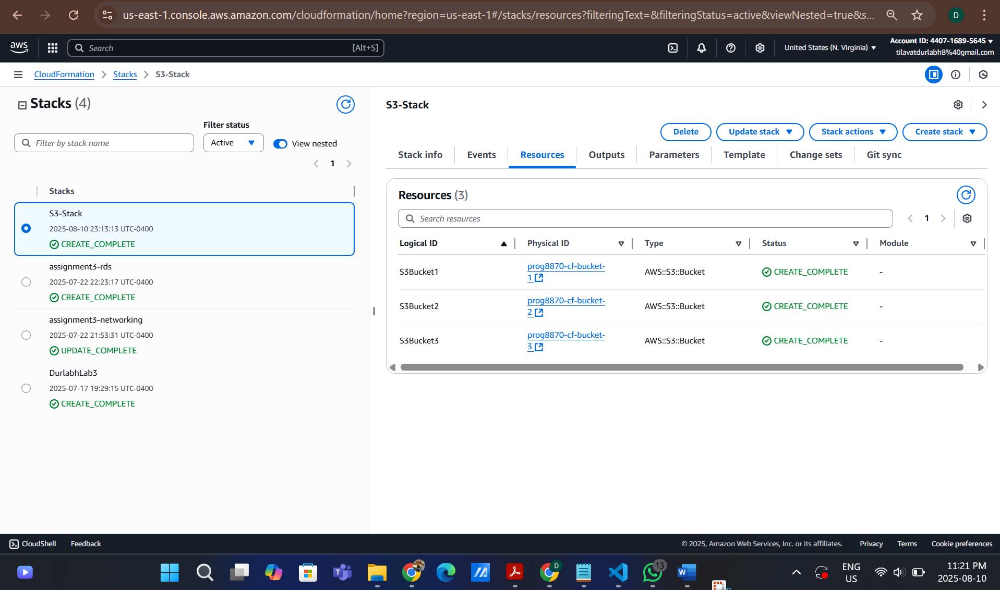 us-east-1.console.aws.amazon.com/cloudformation/home?region=us-east-1#/stacks/resources?filteringText=&filteringStatus=active&viewNested=true&s...
D
aws
Search
[Alt+S]
United States (N. Virginia)
Account ID: 4407-1689-5645
tilavatdurlabh8%40gmail.com
CloudFormation
Stacks
S3-Stack
Stacks (4)
Filter status
Filter by stack name
Active
View nested
1
Stacks
S3-Stack
2025-08-10 23:13:13 UTC-0400
CREATE_COMPLETE
assignment3-rds
2025-07-22 22:23:17 UTC-0400
CREATE_COMPLETE
assignment3-networking
2025-07-22 21:53:31 UTC-0400
UPDATE_COMPLETE
DurlabhLab3
2025-07-17 19:29:15 UTC-0400
CREATE_COMPLETE
S3-Stack
Delete
Update stack
Stack actions
Create stack
Stack info
Events
Resources
Outputs
Parameters
Template
Change sets
Git sync
Resources (3)
Search resources
1
Logical ID
Physical ID
Type
Status
Module
S3Bucket1
prog8870-cf-bucket-
1
AWS::S3::Bucket
CREATE_COMPLETE
-
S3Bucket2
prog8870-cf-bucket-
2
AWS::S3::Bucket
CREATE_COMPLETE
-
S3Bucket3
prog8870-cf-bucket-
3
AWS::S3::Bucket
CREATE_COMPLETE
-
CloudShell
Feedback
© 2025, Amazon Web Services, Inc. or its affiliates.
Privacy
Terms
Cookie preferences
T
D
13
W
ENG
US
11:21 PM
2025-08-10